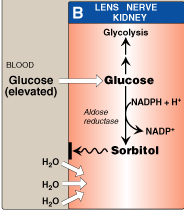 B LENS NERVE
KIDNEY
Glycolysis
BLOOD
Glucose
(elevated)
Glucose
NADPH + H⁺
Aldose
reductase
NADP⁺
Sorbitol
H₂O
H₂O
H₂O